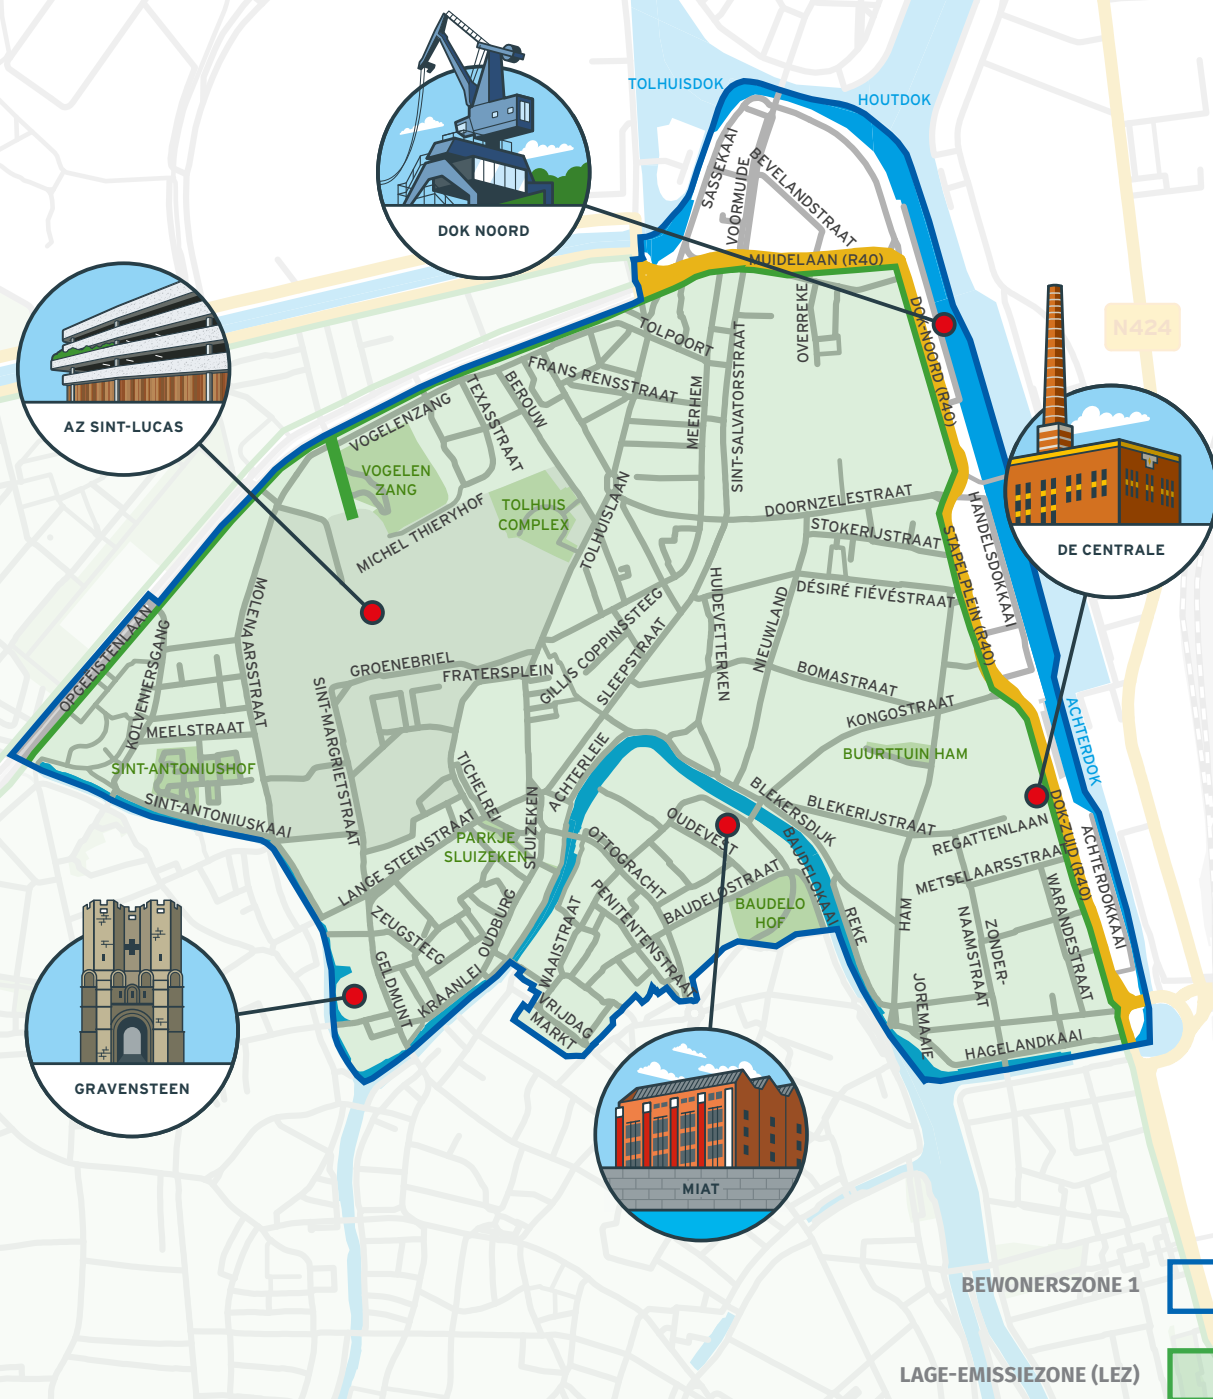 TOLHUISDOK
HOUTDOK
SASSEKAAI
VOORMUIDE
BEVELANDSTRAAT
DOK NOORD
MUIDELAAN (R40)
DOK-NOORD (R40)
OVERREKE
N424
TOLPOORT
SINT-SALVATORSTRAAT
FRANS RENSSTRAAT
MEERHEM
BEROUW
TEXASSTRAAT
VOGELENZANG
AZ SINT-LUCAS
VOGELEN
ZANG
TOLHUIS
COMPLEX
MICHEL THIERYHOF
TOLHUISLAAN
DOORNZELESTRAAT
STOKERIJSTRAAT
HANDELSDOKKAAI
STAPELPLEIN (R40)
DE CENTRALE
DÉSIRÉ FIÉVÉSTRAAT
HUIDEVETTERKEN
NIEUWLAND
GILLIS COPPINSSTEEG
SLEEPSTRAAT
MOLENAARSSTRAAT
OPGEEISTENLAAN
KOLVENIERSGANG
GROENEBRIEL
FRATERSPLEIN
SINT-MARGRIETSTRAAT
BOMASTRAAT
KONGOSTRAAT
ACHTERDOK
MEELSTRAAT
BUURTTUIN HAM
SINT-ANTONIUSHOF
SINT-ANTONIUSKAAI
TICHELREI
ACHTERLEIE
SLUIZEKEN
BLEKERSDIJK
BLEKERIJSTRAAT
DOK-ZUID (R40)
REGATTENLAAN
LANGE STEENSTRAAT
PARKJE
SLUIZEKEN
OUDEVEST
OTTOGRACHT
BAUDELOKAAI
METSELAARSSTRAAT
ACHTERDOKKAAI
BAUDELOSTRAAT
BAUDELO
HOF
PENITENTENSTRAAT
WARANDESTRAAT
ZEUGSTEEG
OUDBURG
WAAISTRAAT
REKE
HAM
ZONDER-
NAAMSTRAAT
GELDMUNT
KRAANLEI
VRIJDAG
MARKT
JOREMAAIE
HAGELANDKAAI
GRAVENSTEEN
MIAT
BEWONERSZONE 1
LAGE-EMISSIEZONE (LEZ)